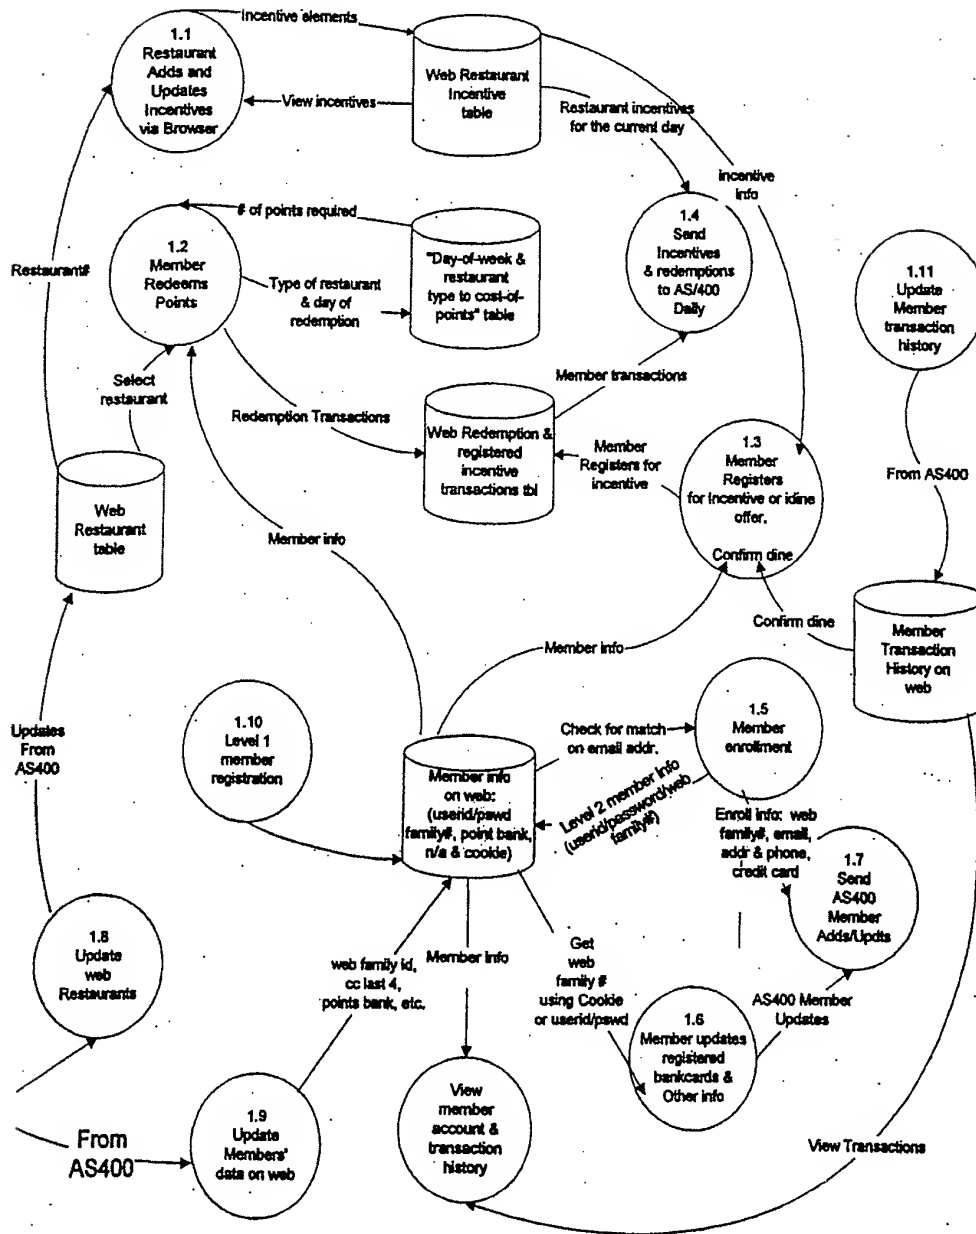 Incentive elements
1.1
Restaurant
Adds and
Updates
Incentives
via Browser
View incentives
Web Restaurant
Incentive
table
Restaurant incentives
for the current day
incentive
info
# of points required
1.2
Member
Redeems
Points
Restaurant#
Type of restaurant
& day of
redemption
"Day-of-week &
restaurant
type to cost-of-
points" table
1.4
Send
Incentives
& redemptions
to AS/400
Daily
1.11
Update
Member
transaction
history
Select
restaurant
Member transactions
Redemption Transactions
Web Redemption &
registered
incentive
transactions tbl
Member
Registers for
incentive
1.3
Member
Registers
for Incentive or idine
offer.
Confirm dine
From AS400
Web
Restaurant
table
Member info
Confirm dine
Member
Transaction
History on
web
Member info
Updates
From
AS400
1.10
Level 1
member
registration
Check for match
on email addr.
1.5
Member
enrollment
Member info
on web:
(userid/pswd
family#, point bank,
n/a & cookie)
Level 2 member Info
(userid/password/web
family#)
Enroll info: web
family#, email,
addr & phone,
credit card
1.7
Send
AS400
Member
Adds/Updts
1.8
Update
web
Restaurants
web family id,
cc last 4,
points bank, etc.
Member info
Get
web
family #
using Cookie
or userid/pswd
AS400 Member
Updates
1.6
Member updates
registered
bankcards &
Other info
From
AS400
1.9
Update
Members'
data on web
View
member
account &
transaction
history
View Transactions